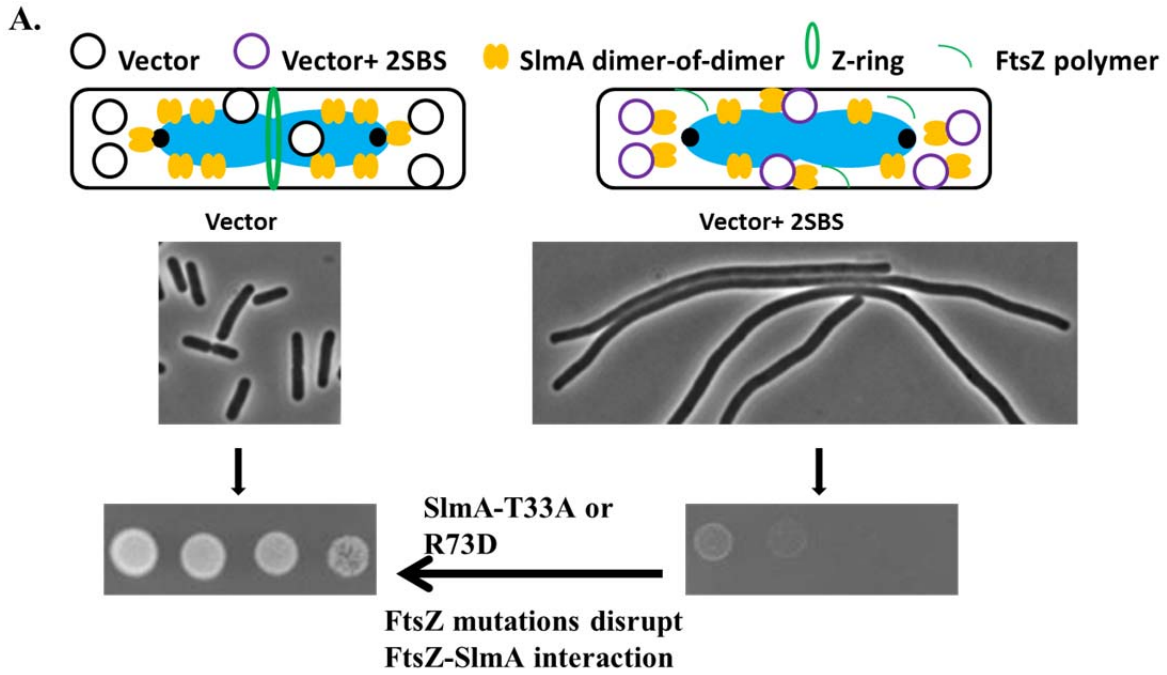 A.
Vector Vector+ 2SBS SlmA dimer-of-dimer Z-ring FtsZ polymer
Vector Vector+ 2SBS
SlmA-T33A or
R73D
FtsZ mutations disrupt
FtsZ-SlmA interaction